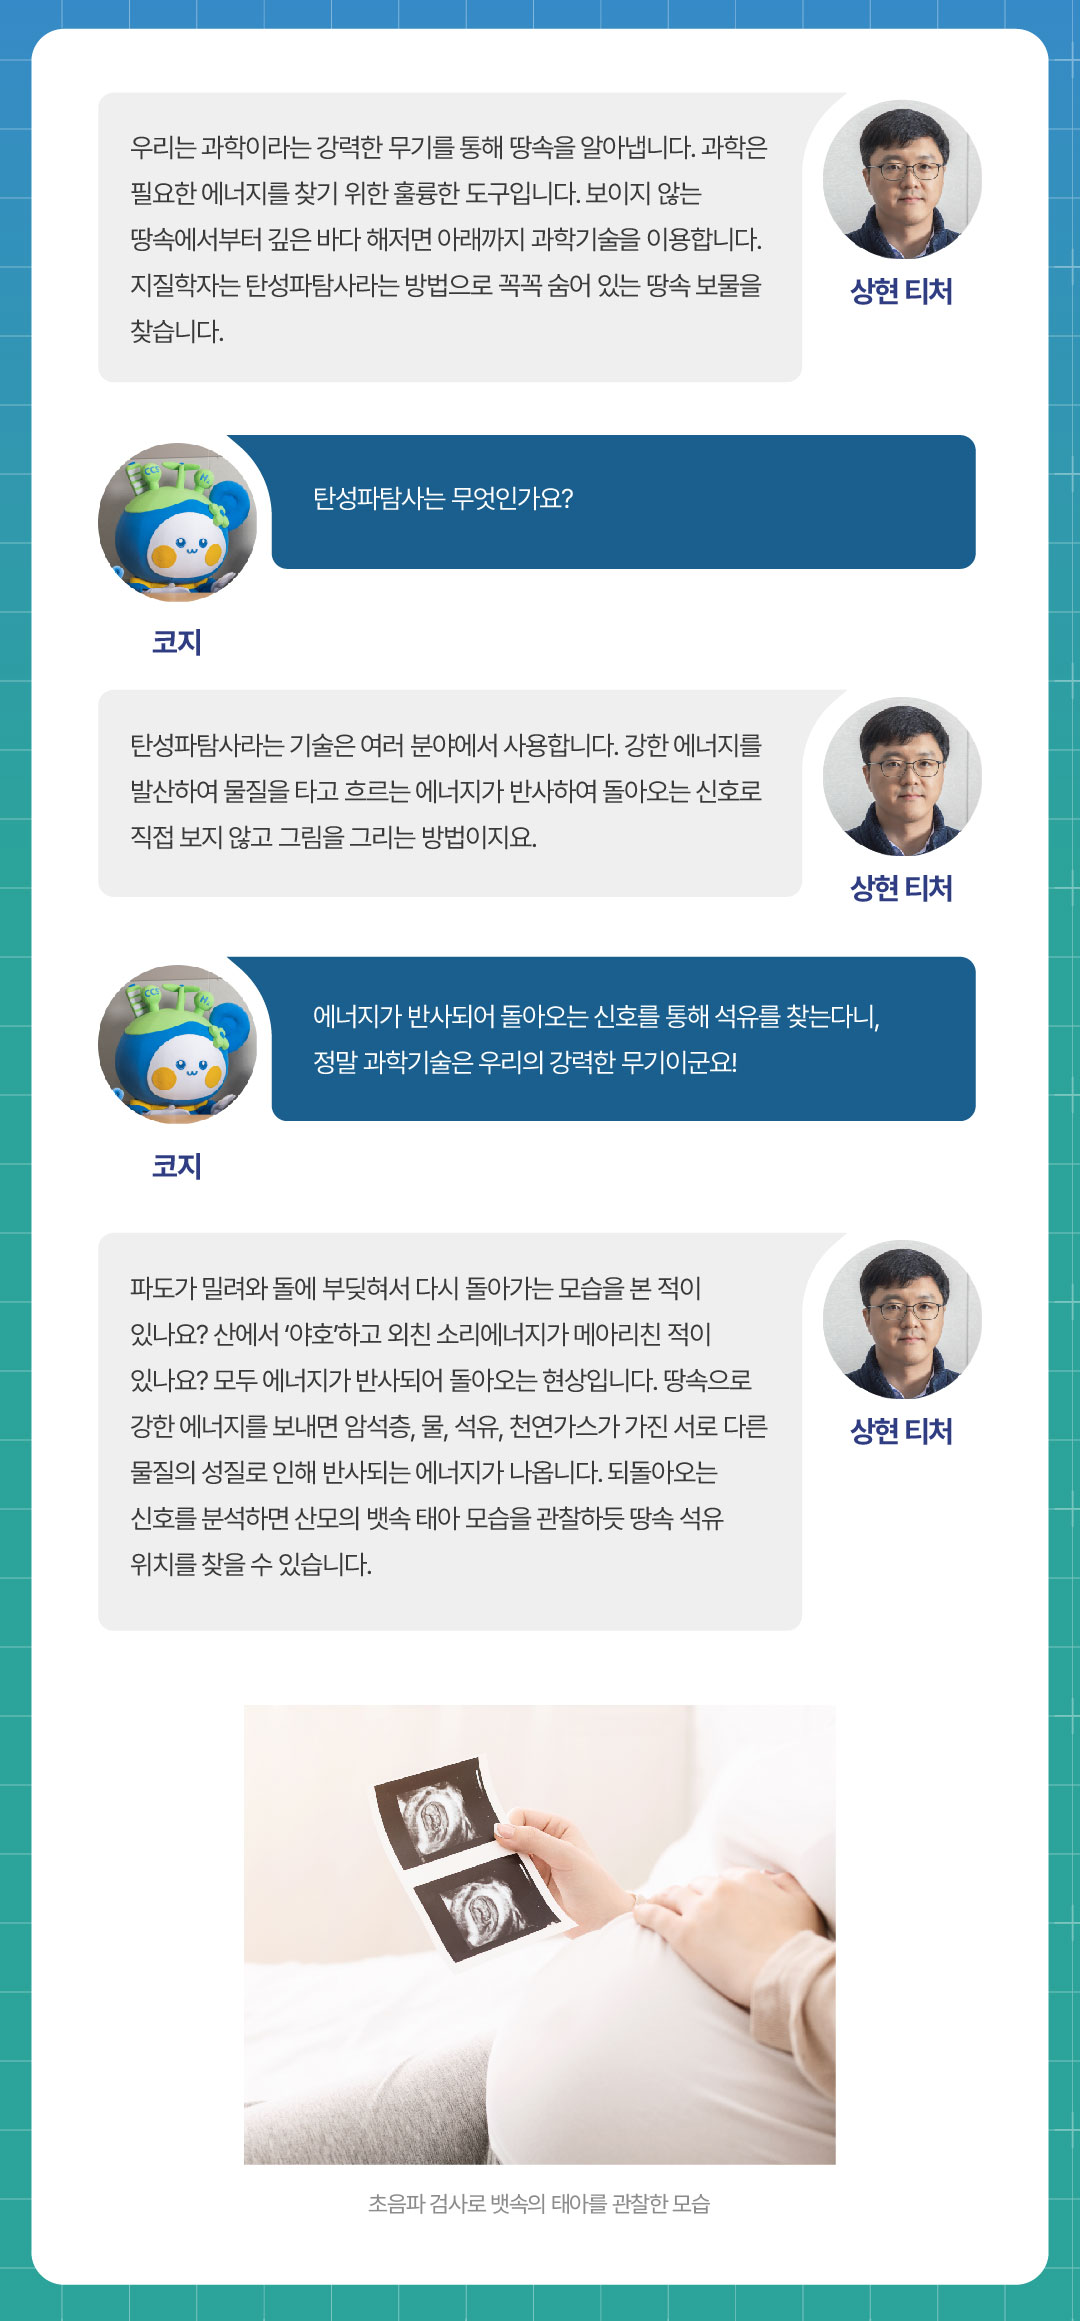 우리는 과학이라는 강력한 무기를 통해 땅속을 알아냅니다. 과학은
필요한 에너지를 찾기 위한 훌륭한 도구입니다. 보이지 않는
땅속에서부터 깊은 바다 해저면 아래까지 과학기술을 이용합니다.
지질학자는 탄성파탐사라는 방법으로 꼭꼭 숨어 있는 땅속 보물을
찾습니다.
상현 티처
탄성파탐사는 무엇인가요?
코지
탄성파탐사라는 기술은 여러 분야에서 사용합니다. 강한 에너지를
발산하여 물질을 타고 흐르는 에너지가 반사하여 돌아오는 신호로
직접 보지 않고 그림을 그리는 방법이지요.
상현 티처
에너지가 반사되어 돌아오는 신호를 통해 석유를 찾는다니,
정말 과학기술은 우리의 강력한 무기이군요!
코지
파도가 밀려와 돌에 부딪혀서 다시 돌아가는 모습을 본 적이
있나요? 산에서 ‘야호’하고 외친 소리에너지가 메아리친 적이
있나요? 모두 에너지가 반사되어 돌아오는 현상입니다. 땅속으로
강한 에너지를 보내면 암석층, 물, 석유, 천연가스가 가진 서로 다른
물질의 성질로 인해 반사되는 에너지가 나옵니다. 되돌아오는
신호를 분석하면 산모의 뱃속 태아 모습을 관찰하듯 땅속 석유
위치를 찾을 수 있습니다.
상현 티처
초음파 검사로 뱃속의 태아를 관찰한 모습